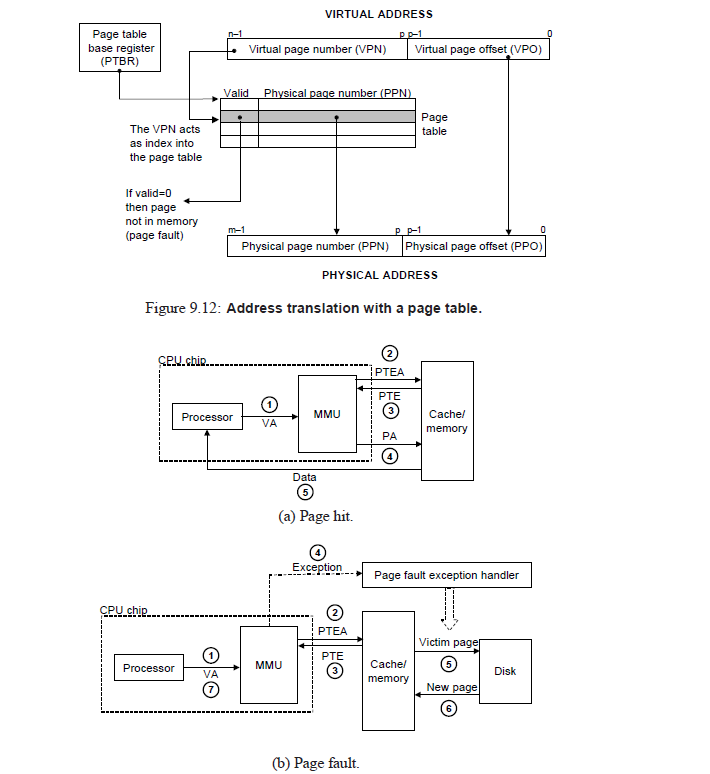 VIRTUAL ADDRESS
n–1
p p–1
0
Page table
base register
(PTBR)
Virtual page number (VPN)
Virtual page offset (VPO)
Valid
Physical page number (PPN)
The VPN acts
as index into
the page table
Page
table
If valid=0
then page
not in memory
(page fault)
m–1
p p–1
0
Physical page number (PPN)
Physical page offset (PPO)
PHYSICAL ADDRESS
Figure 9.12: Address translation with a page table.
CPU chip
2
PTEA
PTE
3
1
VA
Processor
MMU
Cache/
memory
PA
4
Data
5
(a) Page hit.
4
Exception
Page fault exception handler
CPU chip
2
PTEA
PTE
3
1
VA
7
Processor
MMU
Cache/
memory
Victim page
5
Disk
New page
6
(b) Page fault.